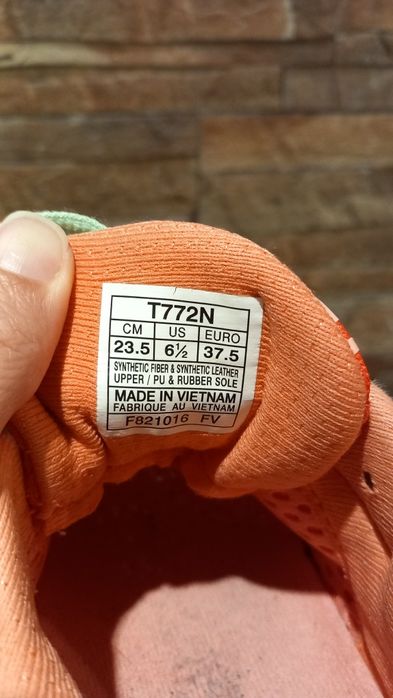 T772N
CM US EURO
23.5 6½ 37.5
SYNTHETIC FIBER & SYNTHETIC LEATHER
UPPER / PU & RUBBER SOLE
MADE IN VIETNAM
FABRIQUE AU VIETNAM
F821016 FV